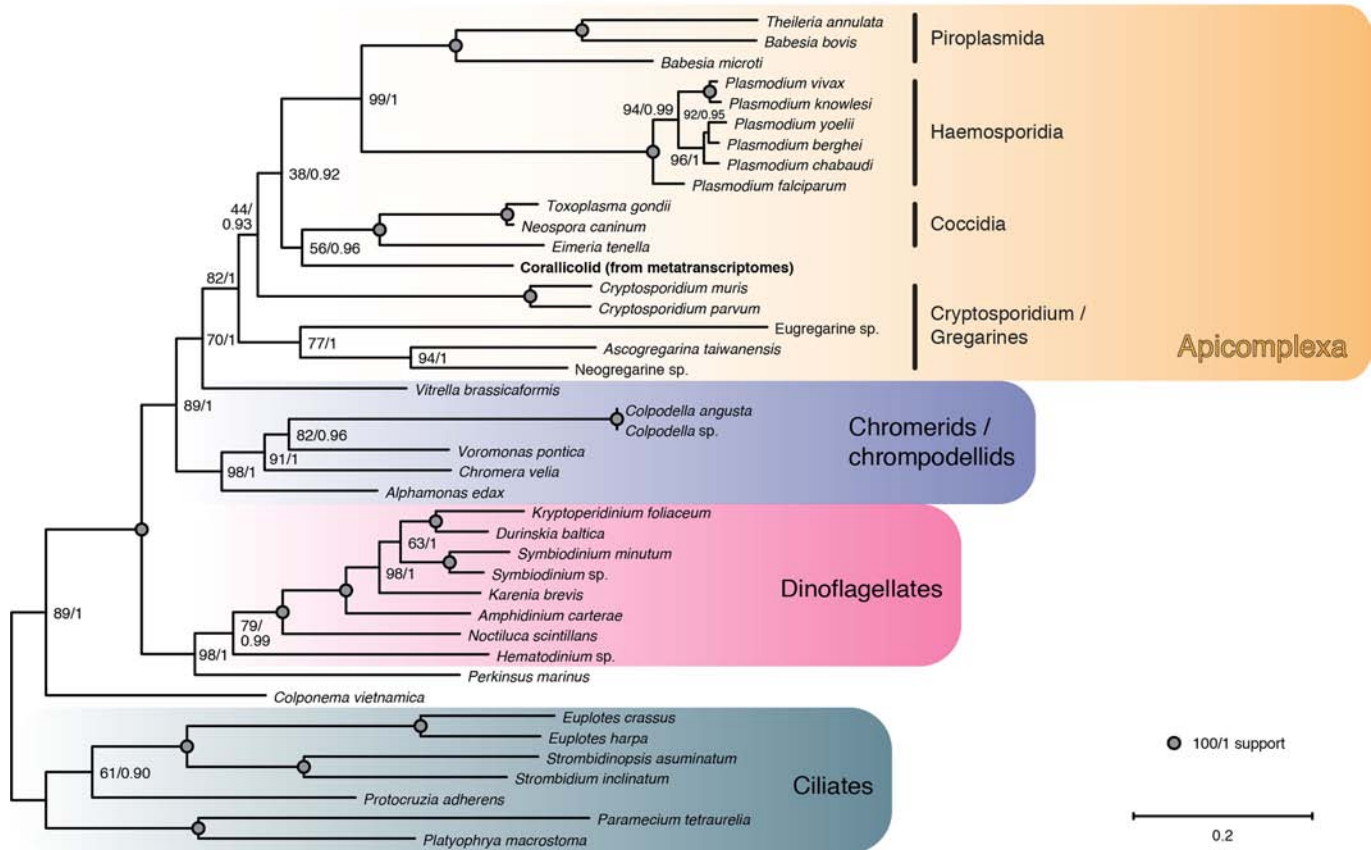 Theileria annulata
Babesia bovis
Piroplasmida
Babesia microti
99/1
Plasmodium vivax
94/0.99
92/0.95
Plasmodium knowlesi
Plasmodium yoelii
Haemosporidia
Plasmodium berghei
96/1
Plasmodium chabaudi
38/0.92
Plasmodium falciparum
44/
0.93
Toxoplasma gondii
Neospora caninum
Coccidia
56/0.96
Eimeria tenella
Corallicolid (from metatranscriptomes)
82/1
Cryptosporidium muris
Cryptosporidium parvum
Cryptosporidium /
Gregarines
70/1
77/1
Eugregarine sp.
94/1
Ascogregarina taiwanensis
Apicomplexa
Neogregarine sp.
89/1
Vitrella brassicaformis
Colpodella angusta
82/0.96
Colpodella sp.
Chromerids /
chrompodellids
91/1
Voromonas pontica
98/1
Chromera velia
Alphamonas edax
Kryptoperidinium foliaceum
63/1
Durinskia baltica
Symbiodinium minutum
98/1
Symbiodinium sp.
Dinoflagellates
Karenia brevis
89/1
Amphidinium carterae
79/
0.99
Noctiluca scintillans
98/1
Hematodinium sp.
Perkinsus marinus
Colponema vietnamica
Euplotes crassus
Euplotes harpa
100/1 support
Strombidinopsis asuminatum
61/0.90
Strombidium inclinatum
Ciliates
Protocruzia adherens
Paramecium tetraurelia
0.2
Platyophrya macrostoma